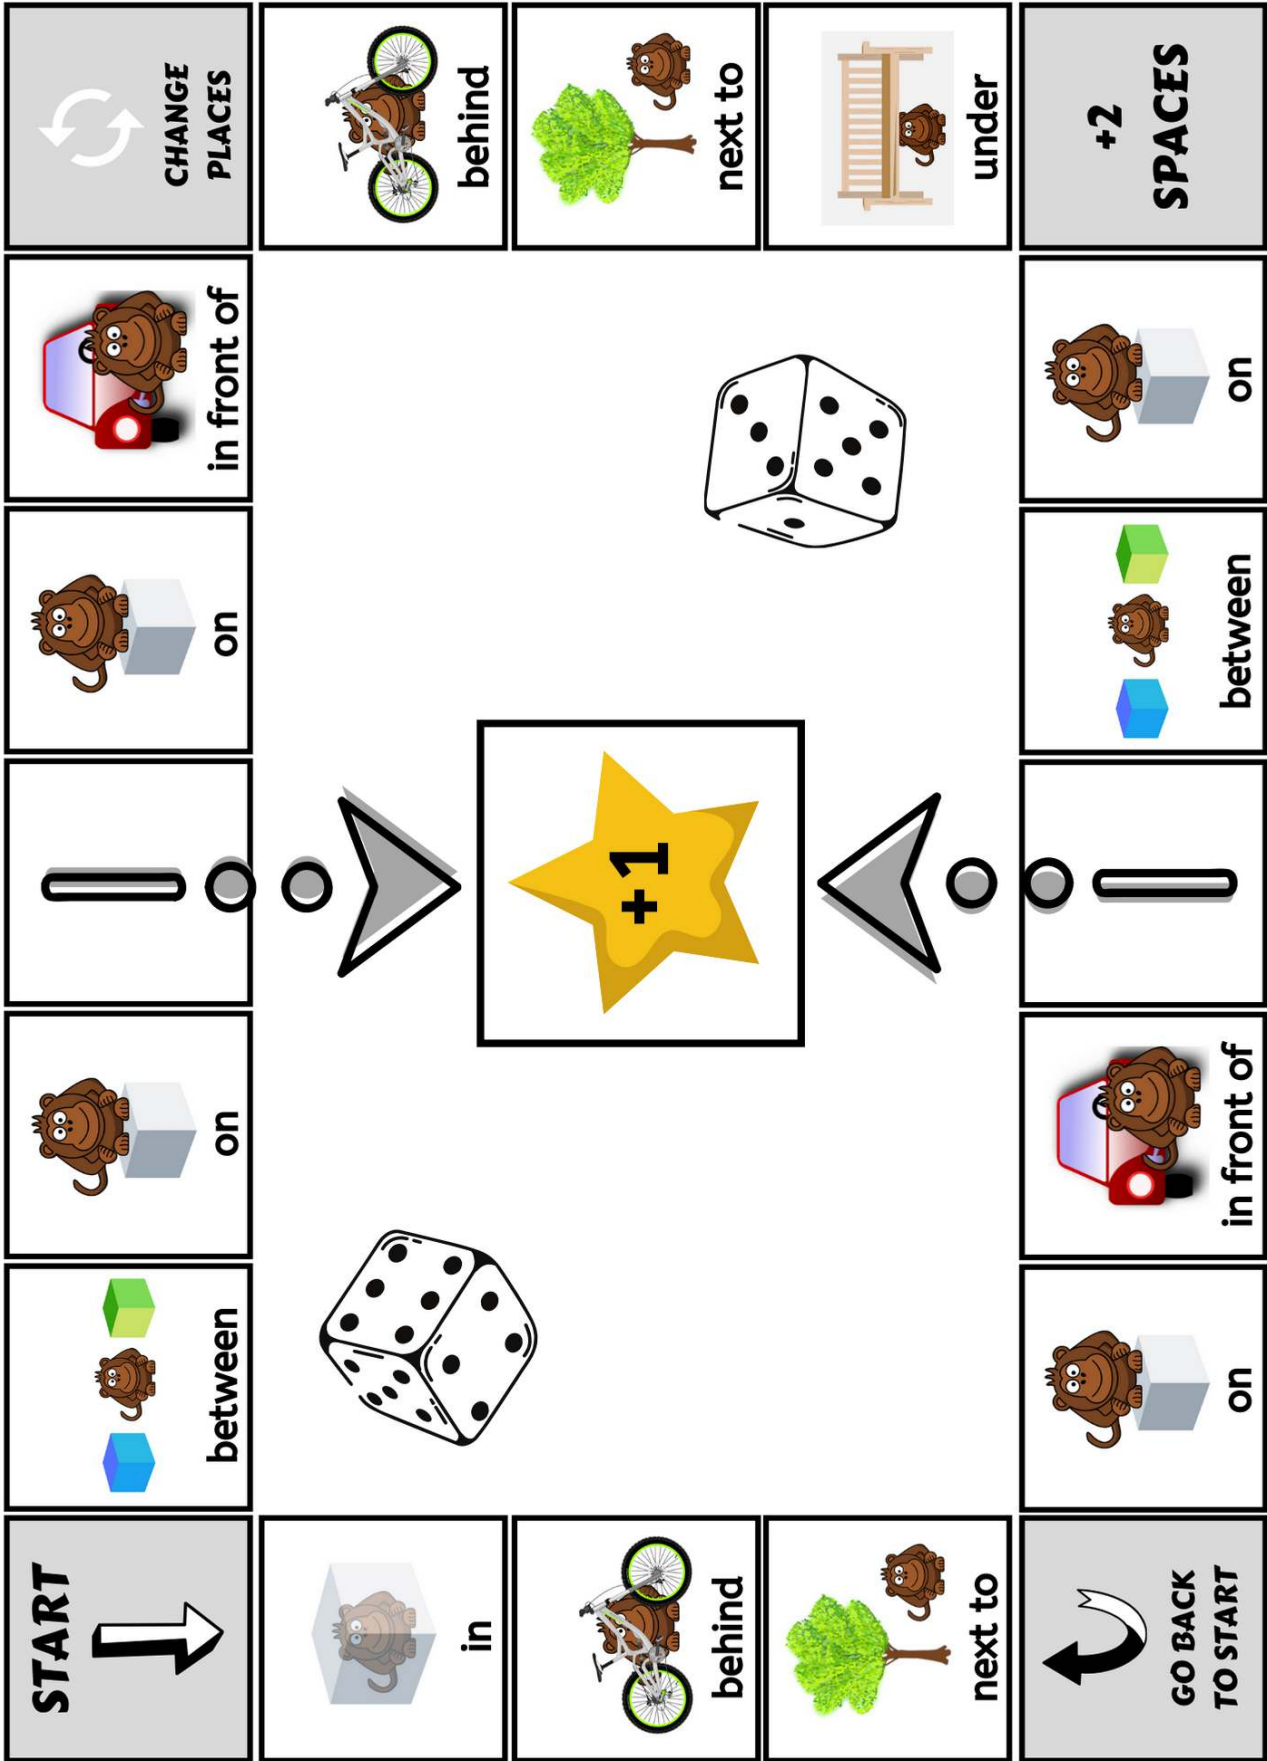 START
between
on
on
in front of
CHANGE
PLACES
in
behind
behind
+1
next to
next to
under
GO BACK
TO START
on
in front of
between
on
+2
SPACES